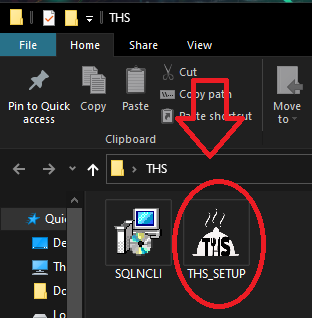 THS
File Home Share View
Pin to Quick access
Copy
Paste
Cut
Copy path
Paste shortcut
Move to
Clipboard
THS
Quic
De
Th
Do
Lo
THS
SQLNCLI THS_SETUP